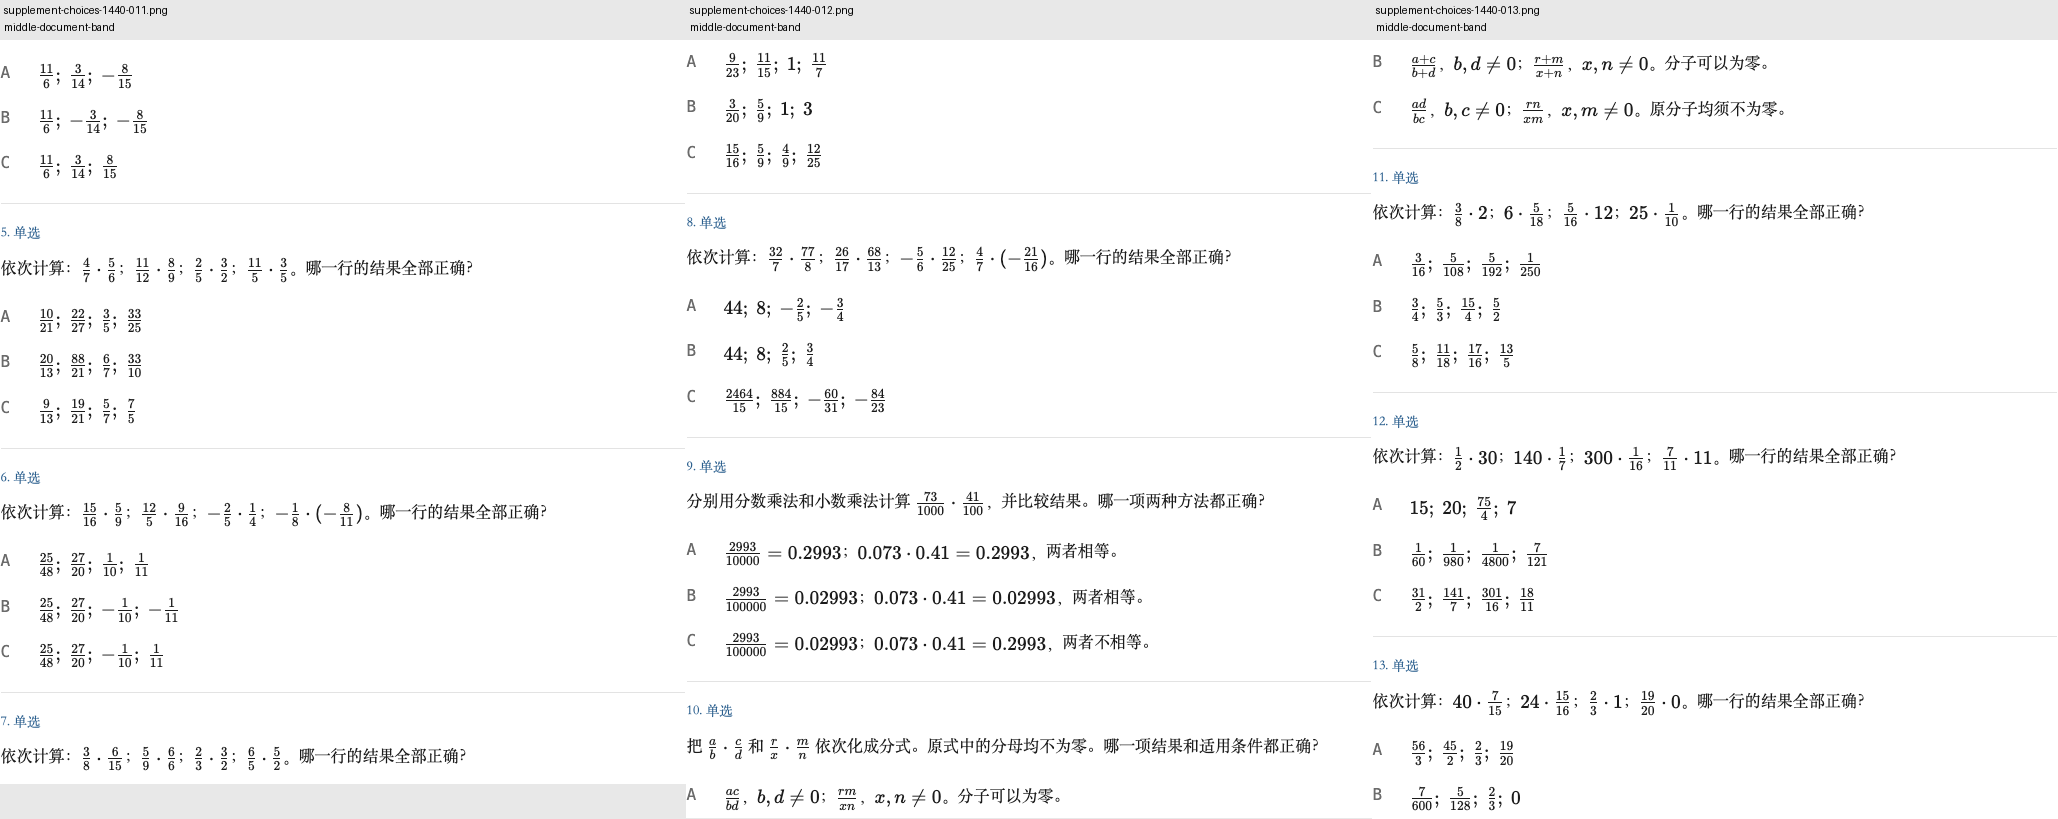 supplement-choices-1440-011.png
middle-document-band
A 11/6; 3/14; −8/15
B 11/6; −3/14; −8/15
C 11/6; 3/14; 8/15
5. 单选
依次计算: 4/7 · 5/6; 11/12 · 8/9; 2/5 · 3/2; 11/5 · 3/5。哪一行的结果全部正确?
A 10/21; 22/27; 3/5; 33/25
B 20/13; 88/21; 6/7; 33/10
C 9/13; 19/21; 5/7; 7/5
6. 单选
依次计算: 15/16 · 5/9; 12/5 · 9/16; −2/5 · 1/4; −1/8 · (−8/11)。哪一行的结果全部正确?
A 25/48; 27/20; 1/10; 1/11
B 25/48; 27/20; −1/10; −1/11
C 25/48; 27/20; −1/10; 1/11
7. 单选
依次计算: 3/8 · 6/15; 5/9 · 6/6; 2/3 · 3/2; 6/5 · 5/2。哪一行的结果全部正确?
supplement-choices-1440-012.png
middle-document-band
A 9/23; 11/15; 1; 11/7
B 3/20; 5/9; 1; 3
C 15/16; 5/9; 4/9; 12/25
8. 单选
依次计算: 32/7 · 77/8; 26/17 · 68/13; −5/6 · 12/25; 4/7 · (−21/16)。哪一行的结果全部正确?
A 44; 8; −2/5; −3/4
B 44; 8; 2/5; 3/4
C 2464/15; 884/15; −60/31; −84/23
9. 单选
分别用分数乘法和小数乘法计算 73/1000 · 41/100, 并比较结果。哪一项两种方法都正确?
A 2993/10000 = 0.2993; 0.073 · 0.41 = 0.2993, 两者相等。
B 2993/100000 = 0.02993; 0.073 · 0.41 = 0.02993, 两者相等。
C 2993/100000 = 0.02993; 0.073 · 0.41 = 0.2993, 两者不相等。
10. 单选
把 a/b · c/d 和 r/x · m/n 依次化成分式。原式中的分母均不为零。哪一项结果和适用条件都正确?
A ac/bd, b, d ≠ 0; rm/xn, x, n ≠ 0。分子可以为零。
supplement-choices-1440-013.png
middle-document-band
B a+c/b+d, b, d ≠ 0; r+m/x+n, x, n ≠ 0。分子可以为零。
C ad/bc, b, c ≠ 0; rn/xm, x, m ≠ 0。原分子均须不为零。
11. 单选
依次计算: 3/8 · 2; 6 · 5/18; 5/16 · 12; 25 · 1/10。哪一行的结果全部正确?
A 3/16; 5/108; 5/192; 1/250
B 3/4; 5/3; 15/4; 5/2
C 5/8; 11/18; 17/16; 13/5
12. 单选
依次计算: 1/2 · 30; 140 · 1/7; 300 · 1/16; 7/11 · 11。哪一行的结果全部正确?
A 15; 20; 75/4; 7
B 1/60; 1/980; 1/4800; 7/121
C 31/2; 141/7; 301/16; 18/11
13. 单选
依次计算: 40 · 7/15; 24 · 15/16; 2/3 · 1; 19/20 · 0。哪一行的结果全部正确?
A 56/3; 45/2; 2/3; 19/20
B 7/600; 5/128; 2/3; 0